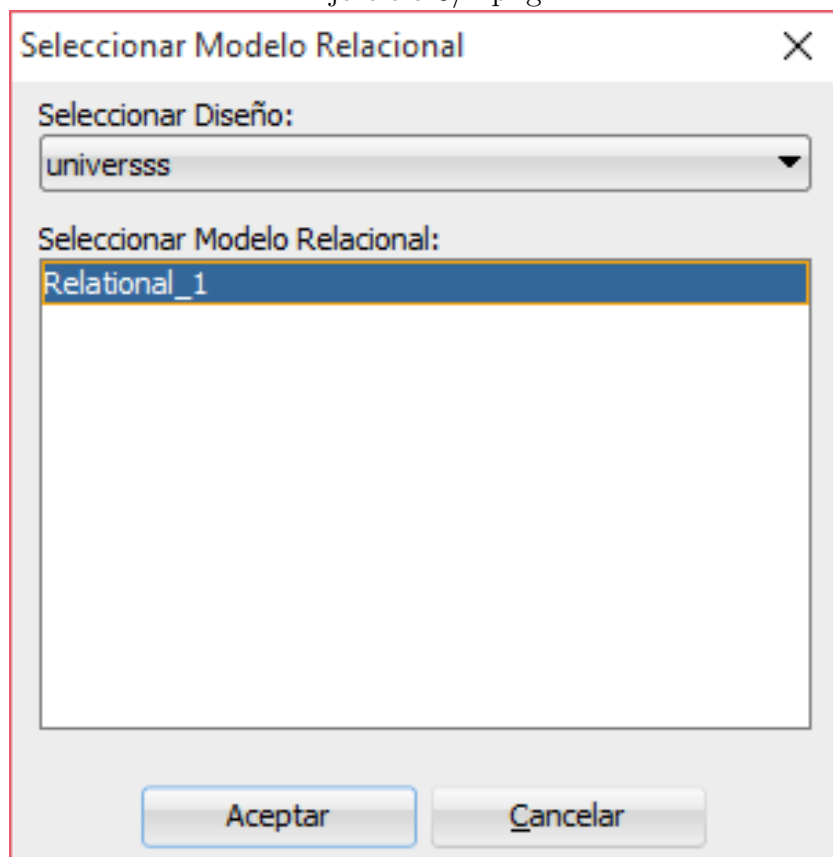 Seleccionar Modelo Relacional
Seleccionar Diseño:
universss
Seleccionar Modelo Relacional:
Relational_1
Aceptar Cancelar